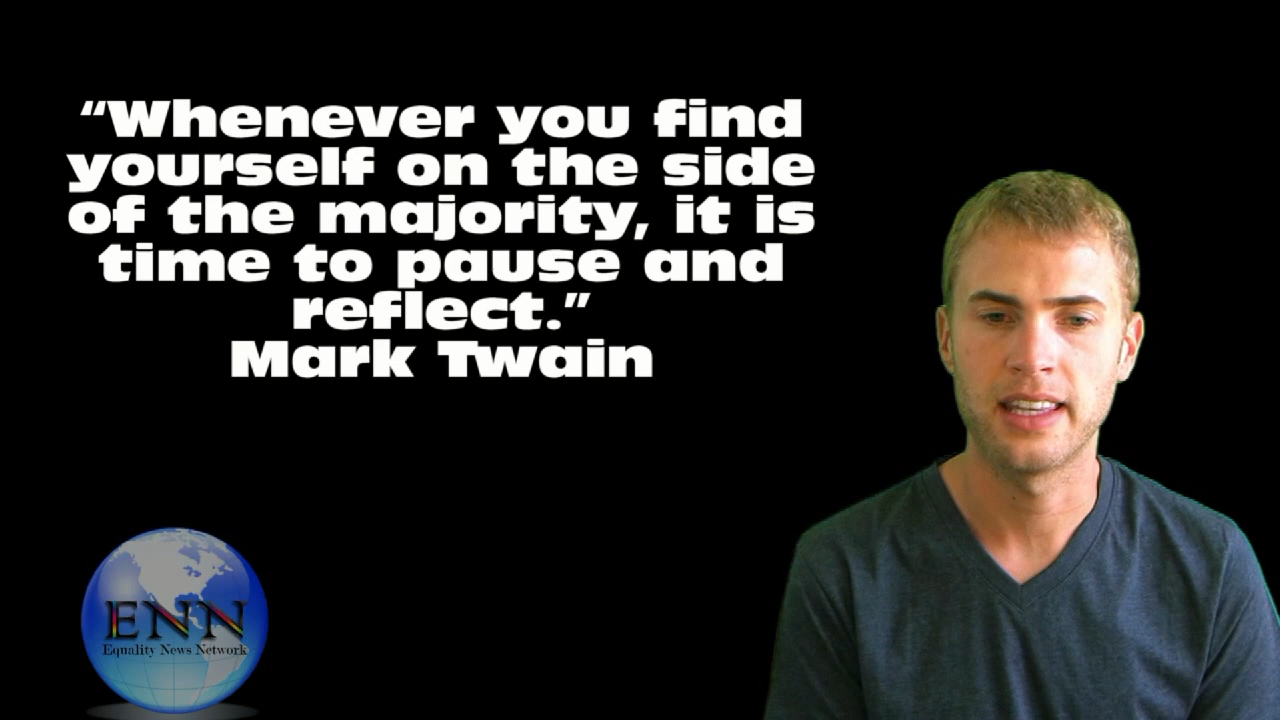 “Whenever you find
yourself on the side
of the majority, it is
time to pause and
reflect.”
Mark Twain
ENN
Equality News Network